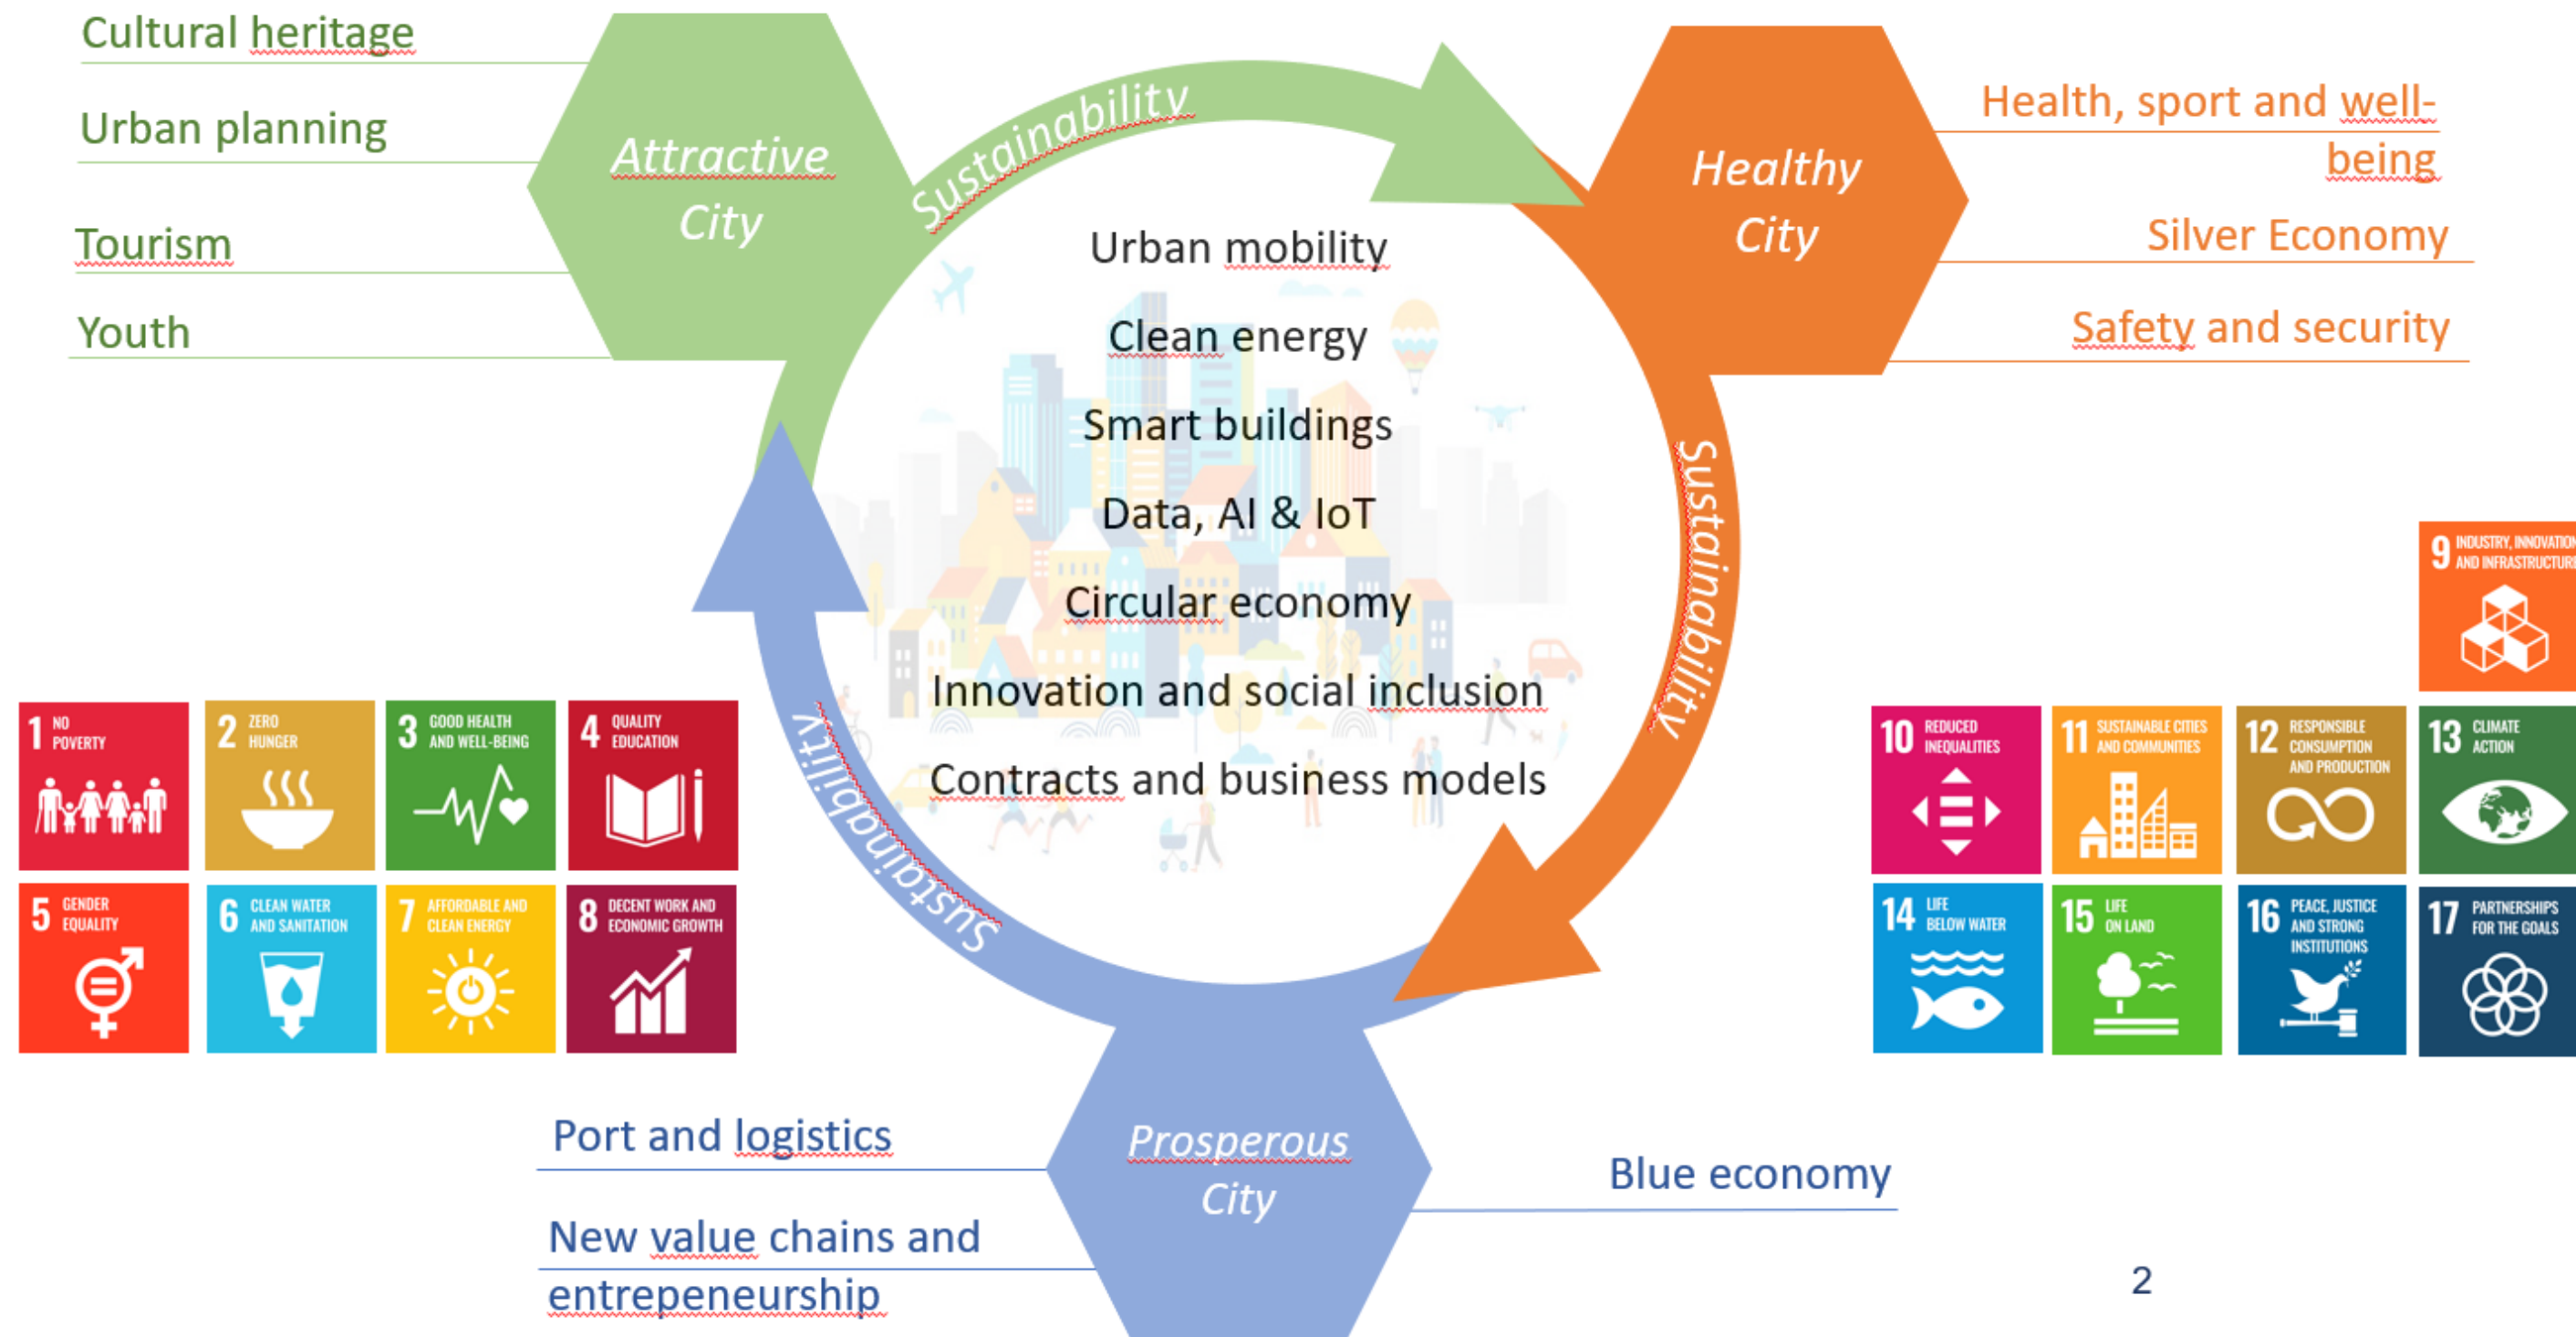 Cultural heritage
Urban planning
Tourism
Youth
Attractive
City
Sustainability
Healthy
City
Health, sport and well-
being
Silver Economy
Safety and security
Urban mobility
Clean energy
Smart buildings
Data, AI & IoT
Circular economy
Innovation and social inclusion
Contracts and business models
Sustainability
Sustainability
1 NO
POVERTY
2 ZERO
HUNGER
3 GOOD HEALTH
AND WELL-BEING
4 QUALITY
EDUCATION
5 GENDER
EQUALITY
6 CLEAN WATER
AND SANITATION
7 AFFORDABLE AND
CLEAN ENERGY
8 DECENT WORK AND
ECONOMIC GROWTH
9 INDUSTRY, INNOVATION
AND INFRASTRUCTURE
10 REDUCED
INEQUALITIES
11 SUSTAINABLE CITIES
AND COMMUNITIES
12 RESPONSIBLE
CONSUMPTION
AND PRODUCTION
13 CLIMATE
ACTION
14 LIFE
BELOW WATER
15 LIFE
ON LAND
16 PEACE, JUSTICE
AND STRONG
INSTITUTIONS
17 PARTNERSHIPS
FOR THE GOALS
Port and logistics
New value chains and
entrepeneurship
Prosperous
City
Blue economy
2